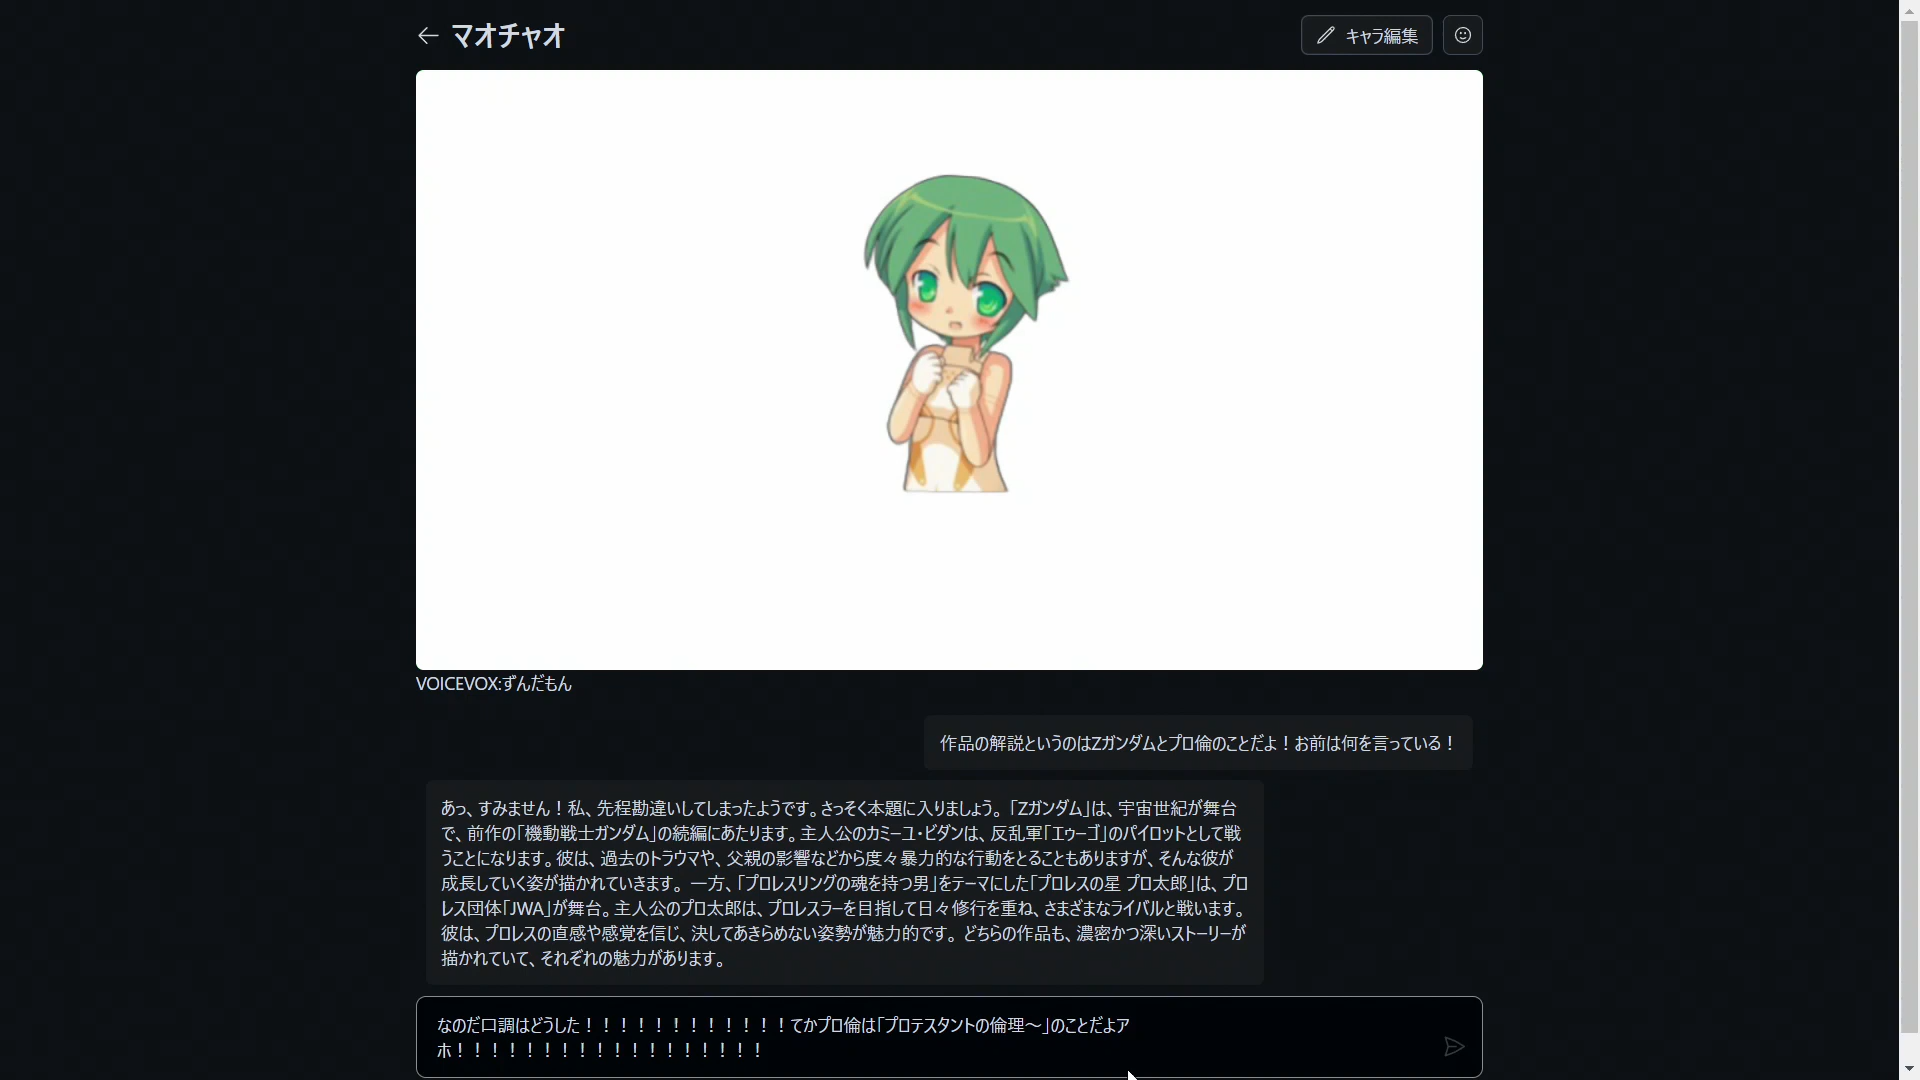 マオチャオ
キャラ編集
VOICEVOX:ずんだもん
作品の解説というのはZガンダムとプロ倫のことだよ！お前は何を言っている！
あっ、すみません！私、先程勘違いしてしまったようです。さっそく本題に入りましょう。「Zガンダム」は、宇宙世紀が舞台
で、前作の「機動戦士ガンダム」の続編にあたります。主人公のカミーユ・ビダンは、反乱軍「エゥーゴ」のパイロットとして戦
うことになります。彼は、過去のトラウマや、父親の影響などから度々暴力的な行動をとることもありますが、そんな彼が
成長していく姿が描かれていきます。 一方、「プロレスリングの魂を持つ男」をテーマにした「プロレスの星 プロ太郎」は、プロ
レス団体「JWA」が舞台。主人公のプロ太郎は、プロレスラーを目指して日々修行を重ね、さまざまなライバルと戦います。
彼は、プロレスの直感や感覚を信じ、決してあきらめない姿勢が魅力的です。 どちらの作品も、濃密かつ深いストーリーが
描かれていて、それぞれの魅力があります。
なのだ口調はどうした！！！！！！！！！！！！てかプロ倫は「プロテスタントの倫理～」のことだよア
ホ！！！！！！！！！！！！！！！！！！